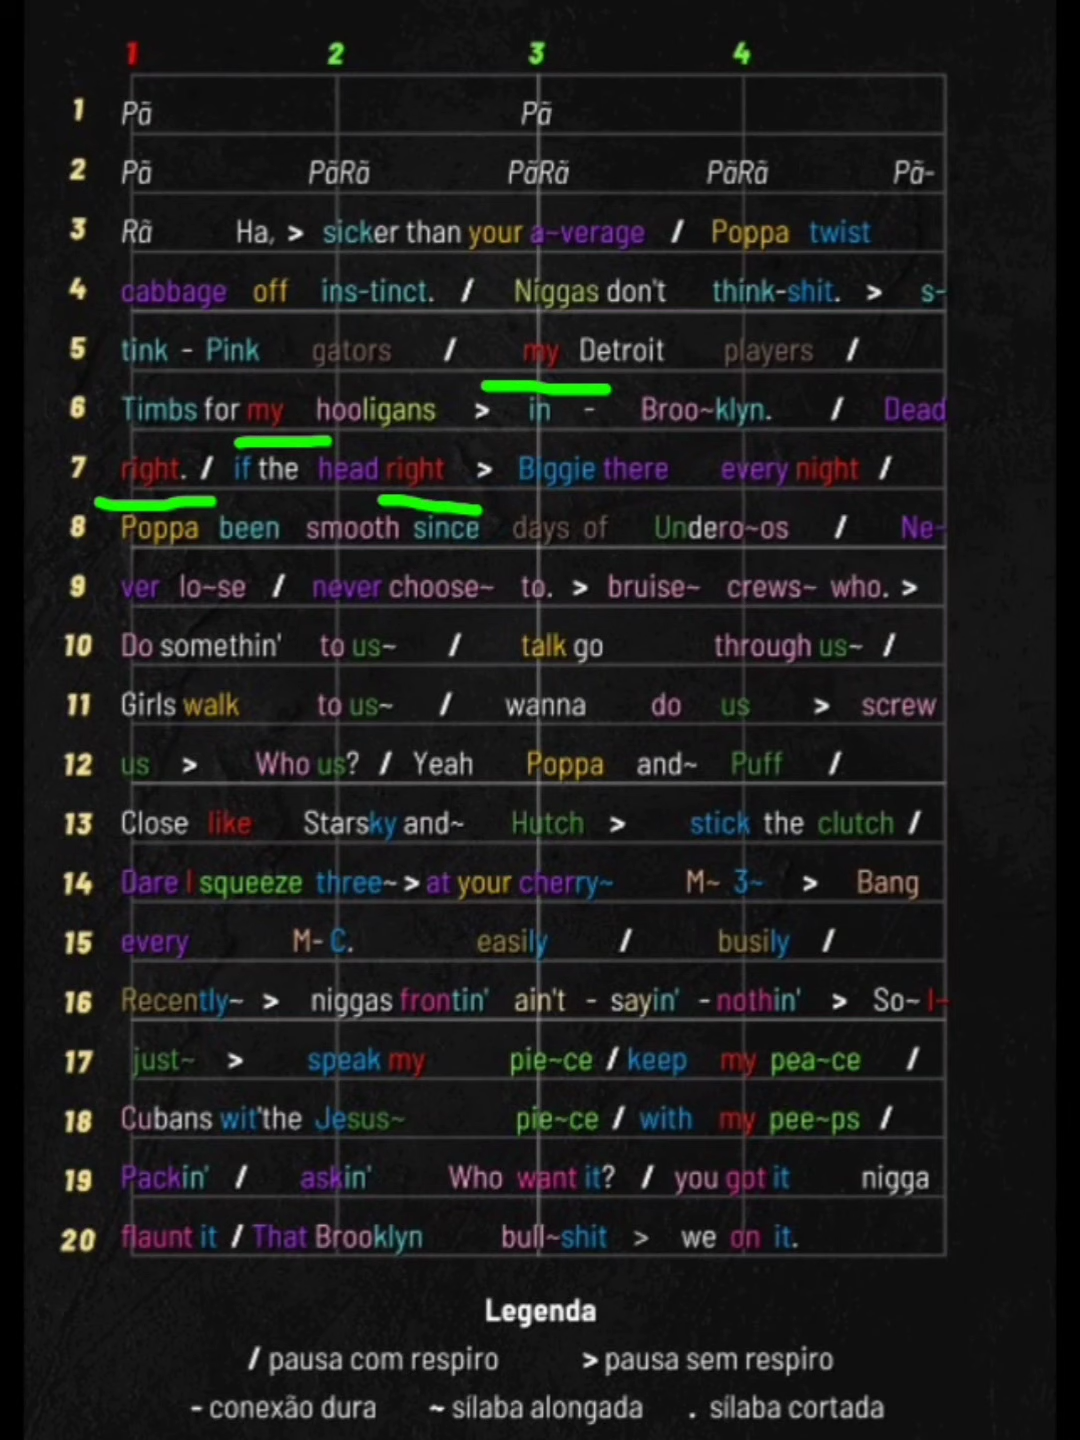 1 2 3 4
1 Pã Pã
2 Pã PãRã PãRã PãRã Pã-
3 Rã Ha, > sicker than your a~verage / Poppa twist
4 cabbage off ins-tinct. / Niggas don't think-shit. > s-
5 tink - Pink gators / my Detroit players /
6 Timbs for my hooligans > in - Broo~klyn. / Dead
7 right. / if the head right > Biggie there every night /
8 Poppa been smooth since days of Undero~os / Ne-
9 ver lo~se / never choose~ to. > bruise~ crews~ who. >
10 Do somethin' to us~ / talk go through us~ /
11 Girls walk to us~ / wanna do us > screw
12 us > Who us? / Yeah Poppa and~ Puff /
13 Close like Starsky and~ Hutch > stick the clutch /
14 Dare I squeeze three~ > at your cherry~ M~ 3~ > Bang
15 every M- C. easily / busily /
16 Recently~ > niggas frontin' ain't - sayin' - nothin' > So~ I-
17 just~ > speak my pie~ce / keep my pea~ce /
18 Cubans wit'the Jesus~ pie~ce / with my pee~ps /
19 Packin' / askin' Who want it? / you got it nigga
20 flaunt it / That Brooklyn bull~shit > we on it.
Legenda
/ pausa com respiro > pausa sem respiro
- conexão dura ~ sílaba alongada . sílaba cortada